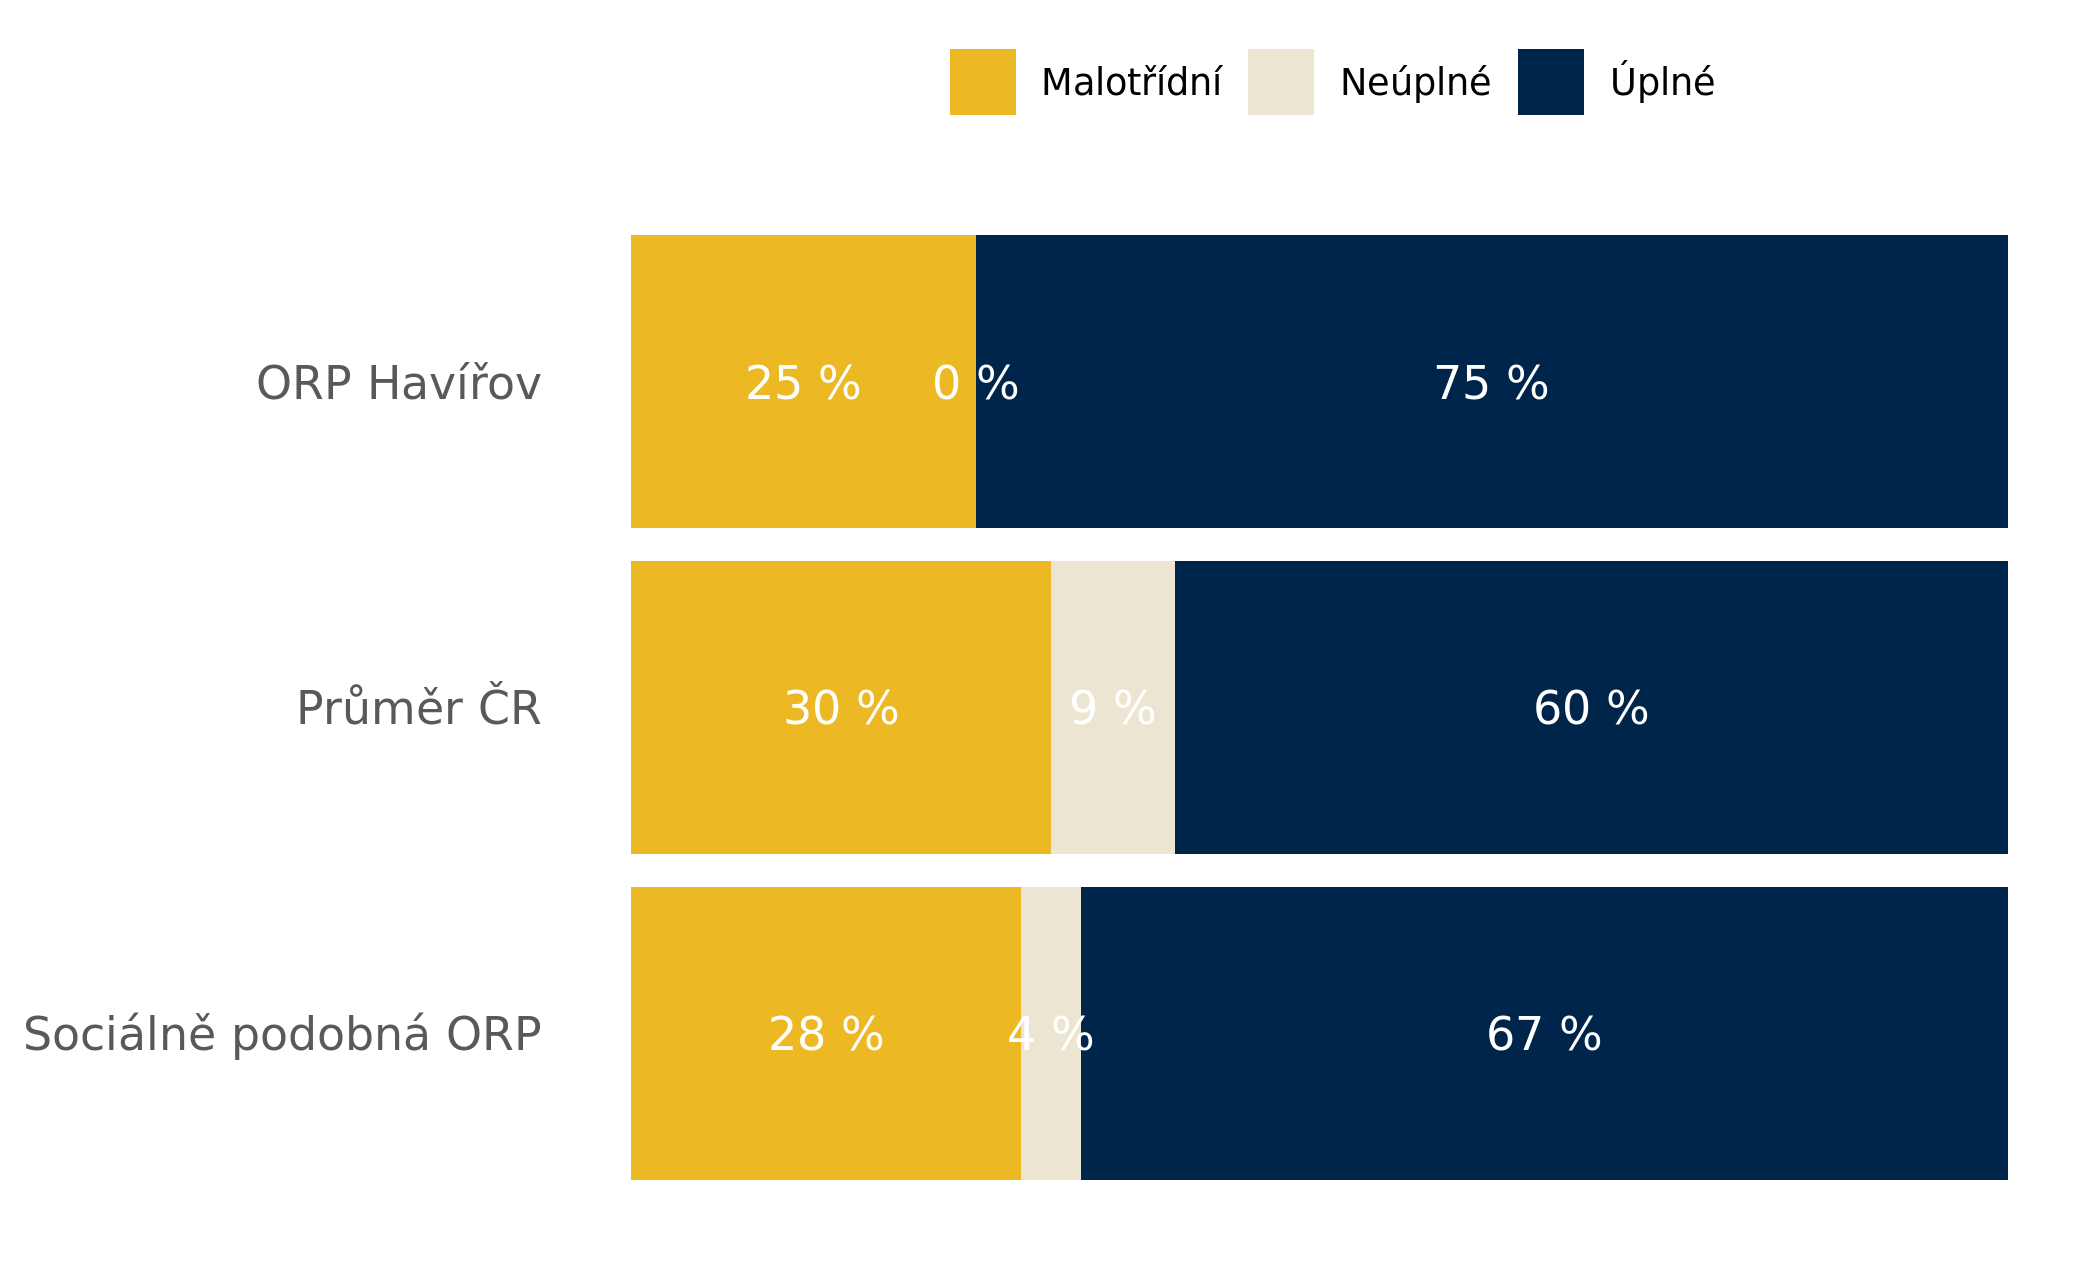 Malotřídní Neúplné Úplné
ORP Havířov 25 % 0 % 75 %
Průměr ČR 30 % 9 % 60 %
Sociálně podobná ORP 28 % 4 % 67 %